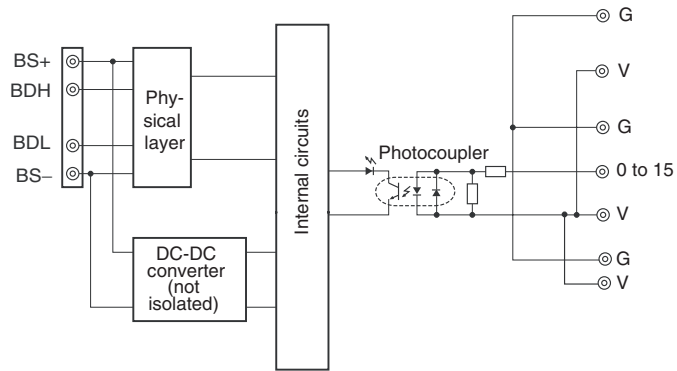 BS+
BDH
BDL
BS–
Phy-
sical
layer
DC-DC
converter
(not
isolated)
Internal circuits
Photocoupler
G
V
G
0 to 15
V
G
V